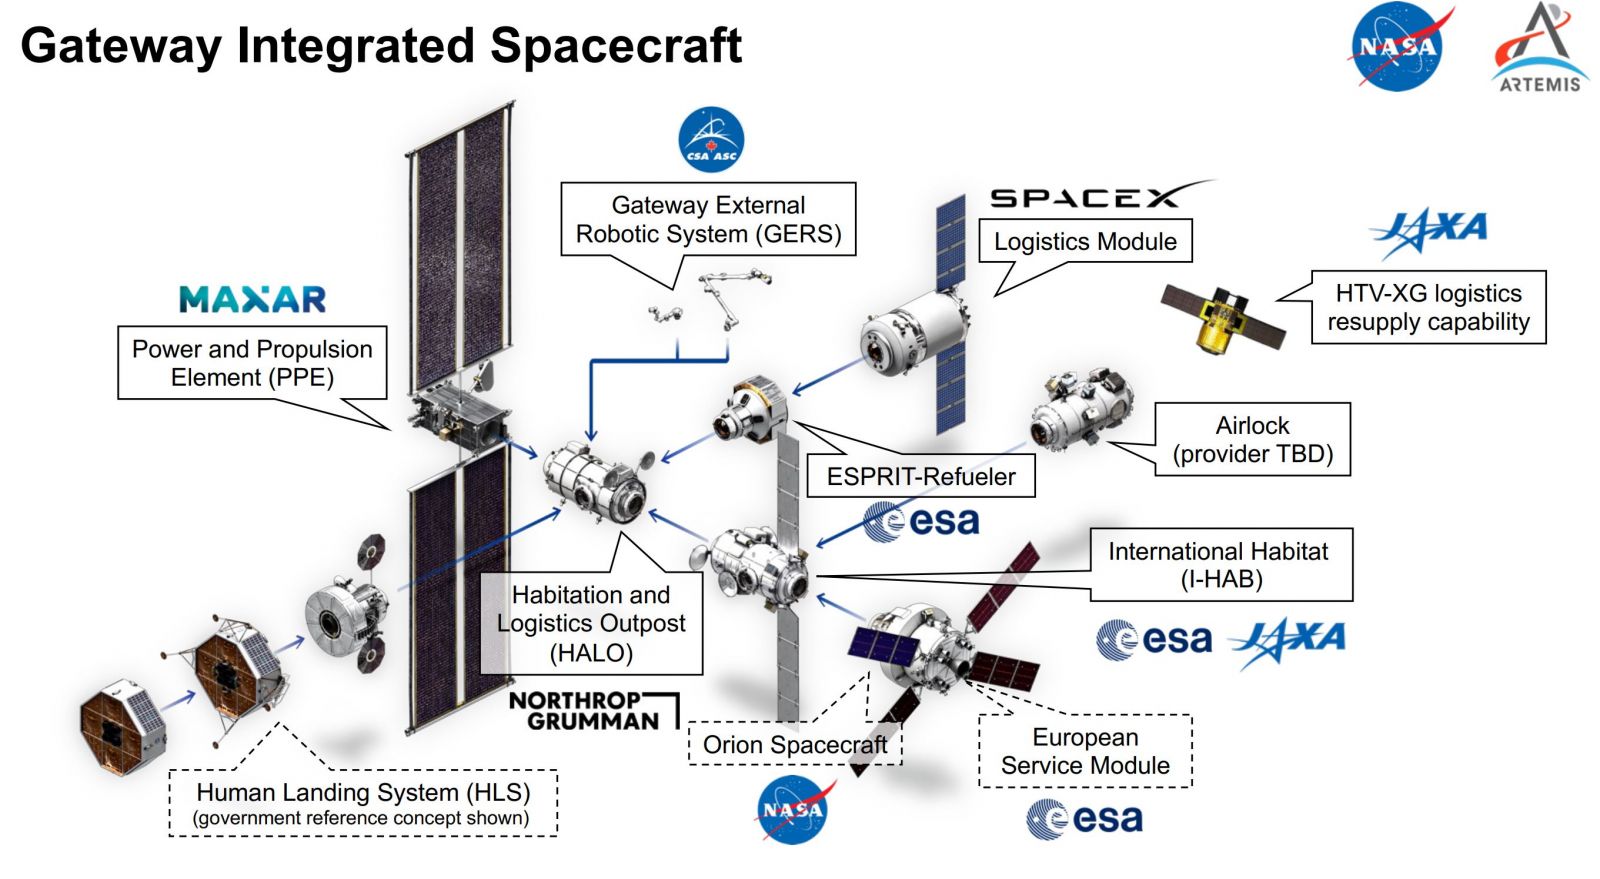 Gateway Integrated Spacecraft
NASA
ARTEMIS
CSA ASC
Gateway External
Robotic System (GERS)
SPACEX
Logistics Module
JAXA
HTV-XG logistics
resupply capability
MAXAR
Power and Propulsion
Element (PPE)
Airlock
(provider TBD)
ESPRIT-Refueler
esa
International Habitat
(I-HAB)
esa
JAXA
Habitation and
Logistics Outpost
(HALO)
NORTHROP
GRUMMAN
Orion Spacecraft
NASA
European
Service Module
esa
Human Landing System (HLS)
(government reference concept shown)